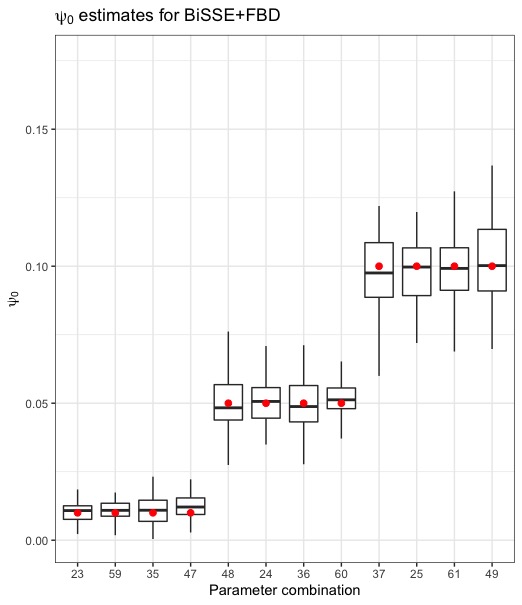 ψ₀ estimates for BiSSE+FBD
0.15
0.10
0.05
0.00
ψ₀
23 59 35 47 48 24 36 60 37 25 61 49
Parameter combination